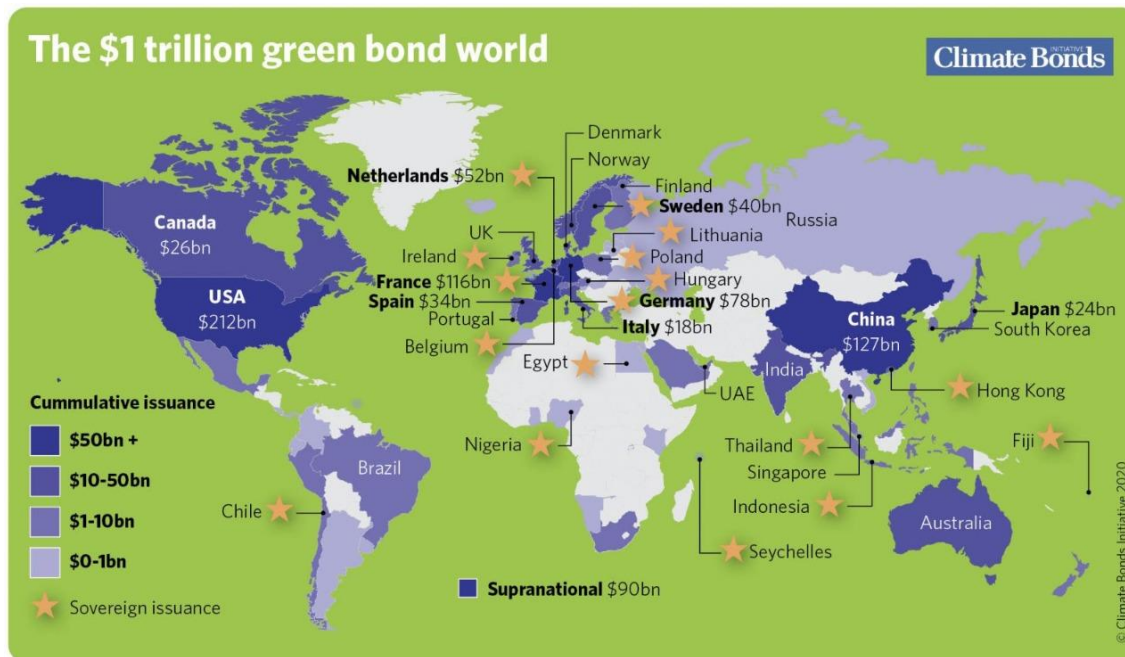 The $1 trillion green bond world
Climate Bonds
INITIATIVE
Denmark
Norway
Netherlands $52bn
Finland
Sweden $40bn
Russia
Canada
$26bn
UK
Lithuania
Ireland
Poland
France $116bn
Hungary
USA
$212bn
Spain $34bn
Germany $78bn
Portugal
Italy $18bn
China
$127bn
Japan $24bn
South Korea
Belgium
Egypt
India
UAE
Hong Kong
Cummulative issuance
$50bn +
$10-50bn
$1-10bn
$0-1bn
Sovereign issuance
Brazil
Chile
Nigeria
Thailand
Singapore
Indonesia
Fiji
Australia
Seychelles
Supranational $90bn
© Climate Bonds Initiative 2020